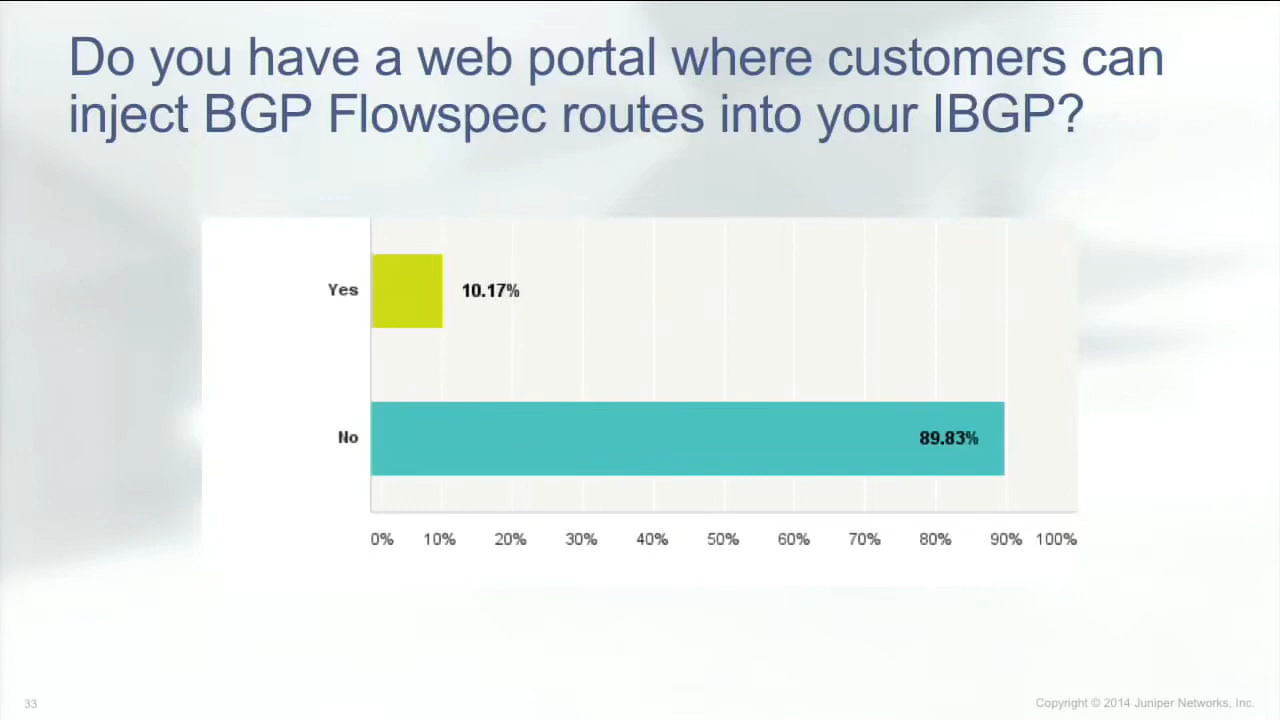 Do you have a web portal where customers can
inject BGP Flowspec routes into your IBGP?
Yes
10.17%
No
89.83%
0% 10% 20% 30% 40% 50% 60% 70% 80% 90% 100%
33
Copyright © 2014 Juniper Networks, Inc.